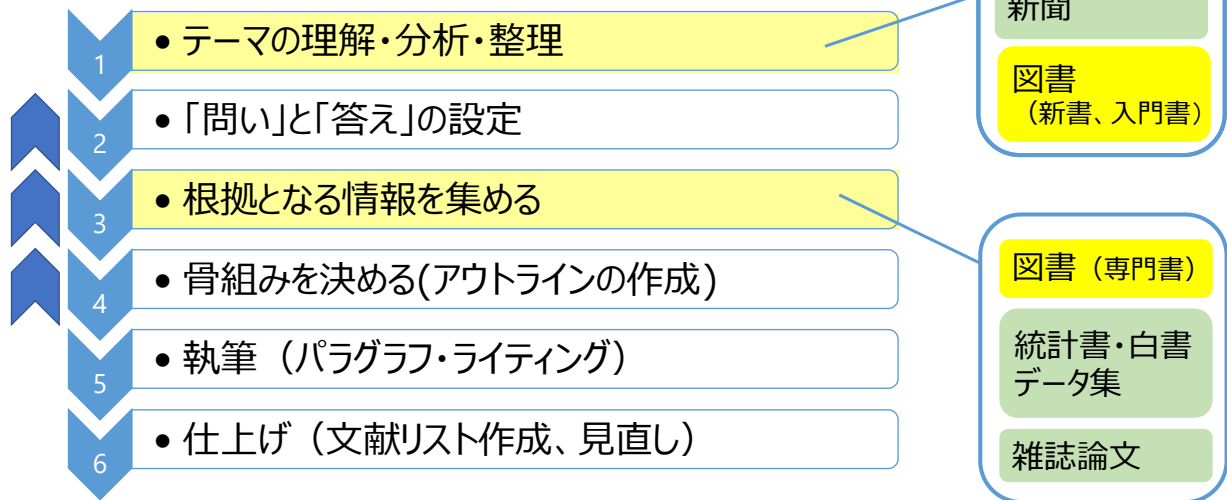 1
• テーマの理解・分析・整理
2
• 「問い」と「答え」の設定
3
• 根拠となる情報を集める
4
• 骨組みを決める(アウトラインの作成)
5
• 執筆（パラグラフ・ライティング）
6
• 仕上げ（文献リスト作成、見直し）
新聞
図書
（新書、入門書）
図書（専門書）
統計書・白書
データ集
雑誌論文